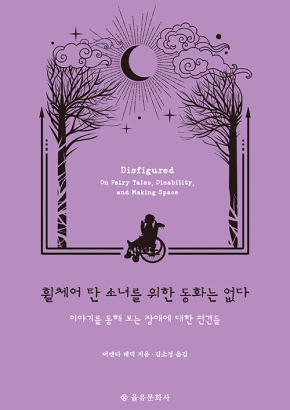 Disfigured
On Fairy Tales, Disability,
and Making Space
휠체어 탄 소녀를 위한 동화는 없다
이야기를 통해 보는 장애에 대한 편견들
어맨다 레덕 지음·김소정 옮김
을유문화사